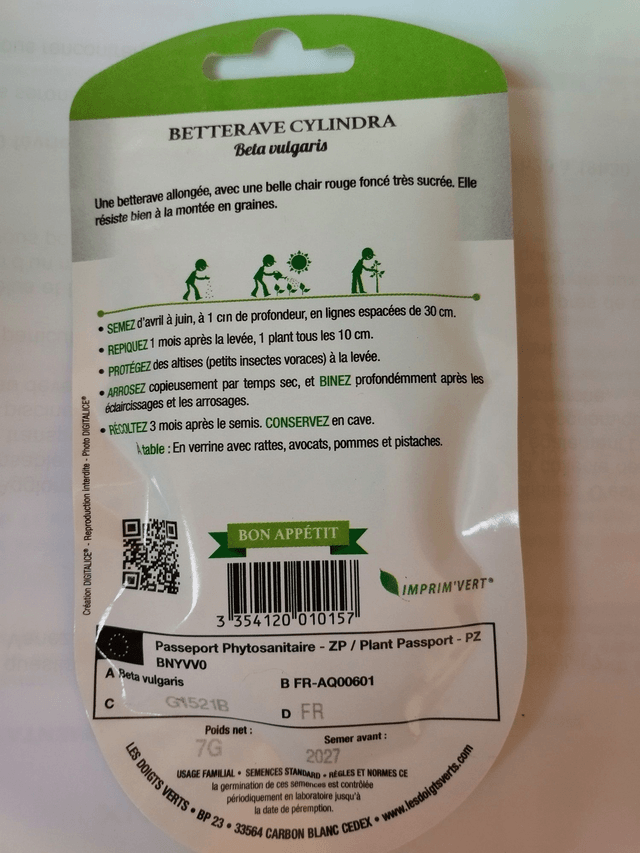 BETTERAVE CYLINDRA
Beta vulgaris
Une betterave allongée, avec une belle chair rouge foncé très sucrée. Elle
résiste bien à la montée en graines.
• SEMEZ d'avril à juin, à 1 cm de profondeur, en lignes espacées de 30 cm.
• REPIQUEZ 1 mois après la levée, 1 plant tous les 10 cm.
• PROTÉGEZ des altises (petits insectes voraces) à la levée.
• ARROSEZ copieusement par temps sec, et BINEZ profondémment après les
éclaircissages et les arrosages.
• RÉCOLTEZ 3 mois après le semis. CONSERVEZ en cave.
À table : En verrine avec rattes, avocats, pommes et pistaches.
Création DIGITALICE® - Reproduction Interdite - Photo DIGITALICE®
BON APPÉTIT
IMPRIM'VERT®
3 354120 010157
Passeport Phytosanitaire - ZP / Plant Passport - PZ
BNYVV0
A Beta vulgaris
B FR-AQ00601
C G1521B
D FR
Poids net :
7G
Semer avant :
2027
USAGE FAMILIAL • SEMENCES STANDARD • RÈGLES ET NORMES CE
la germination de ces semences est contrôlée
périodiquement en laboratoire jusqu'à
la date de péremption.
LES DOIGTS VERTS • BP 23 • 33564 CARBON BLANC CEDEX • www.lesdoigtsverts.com